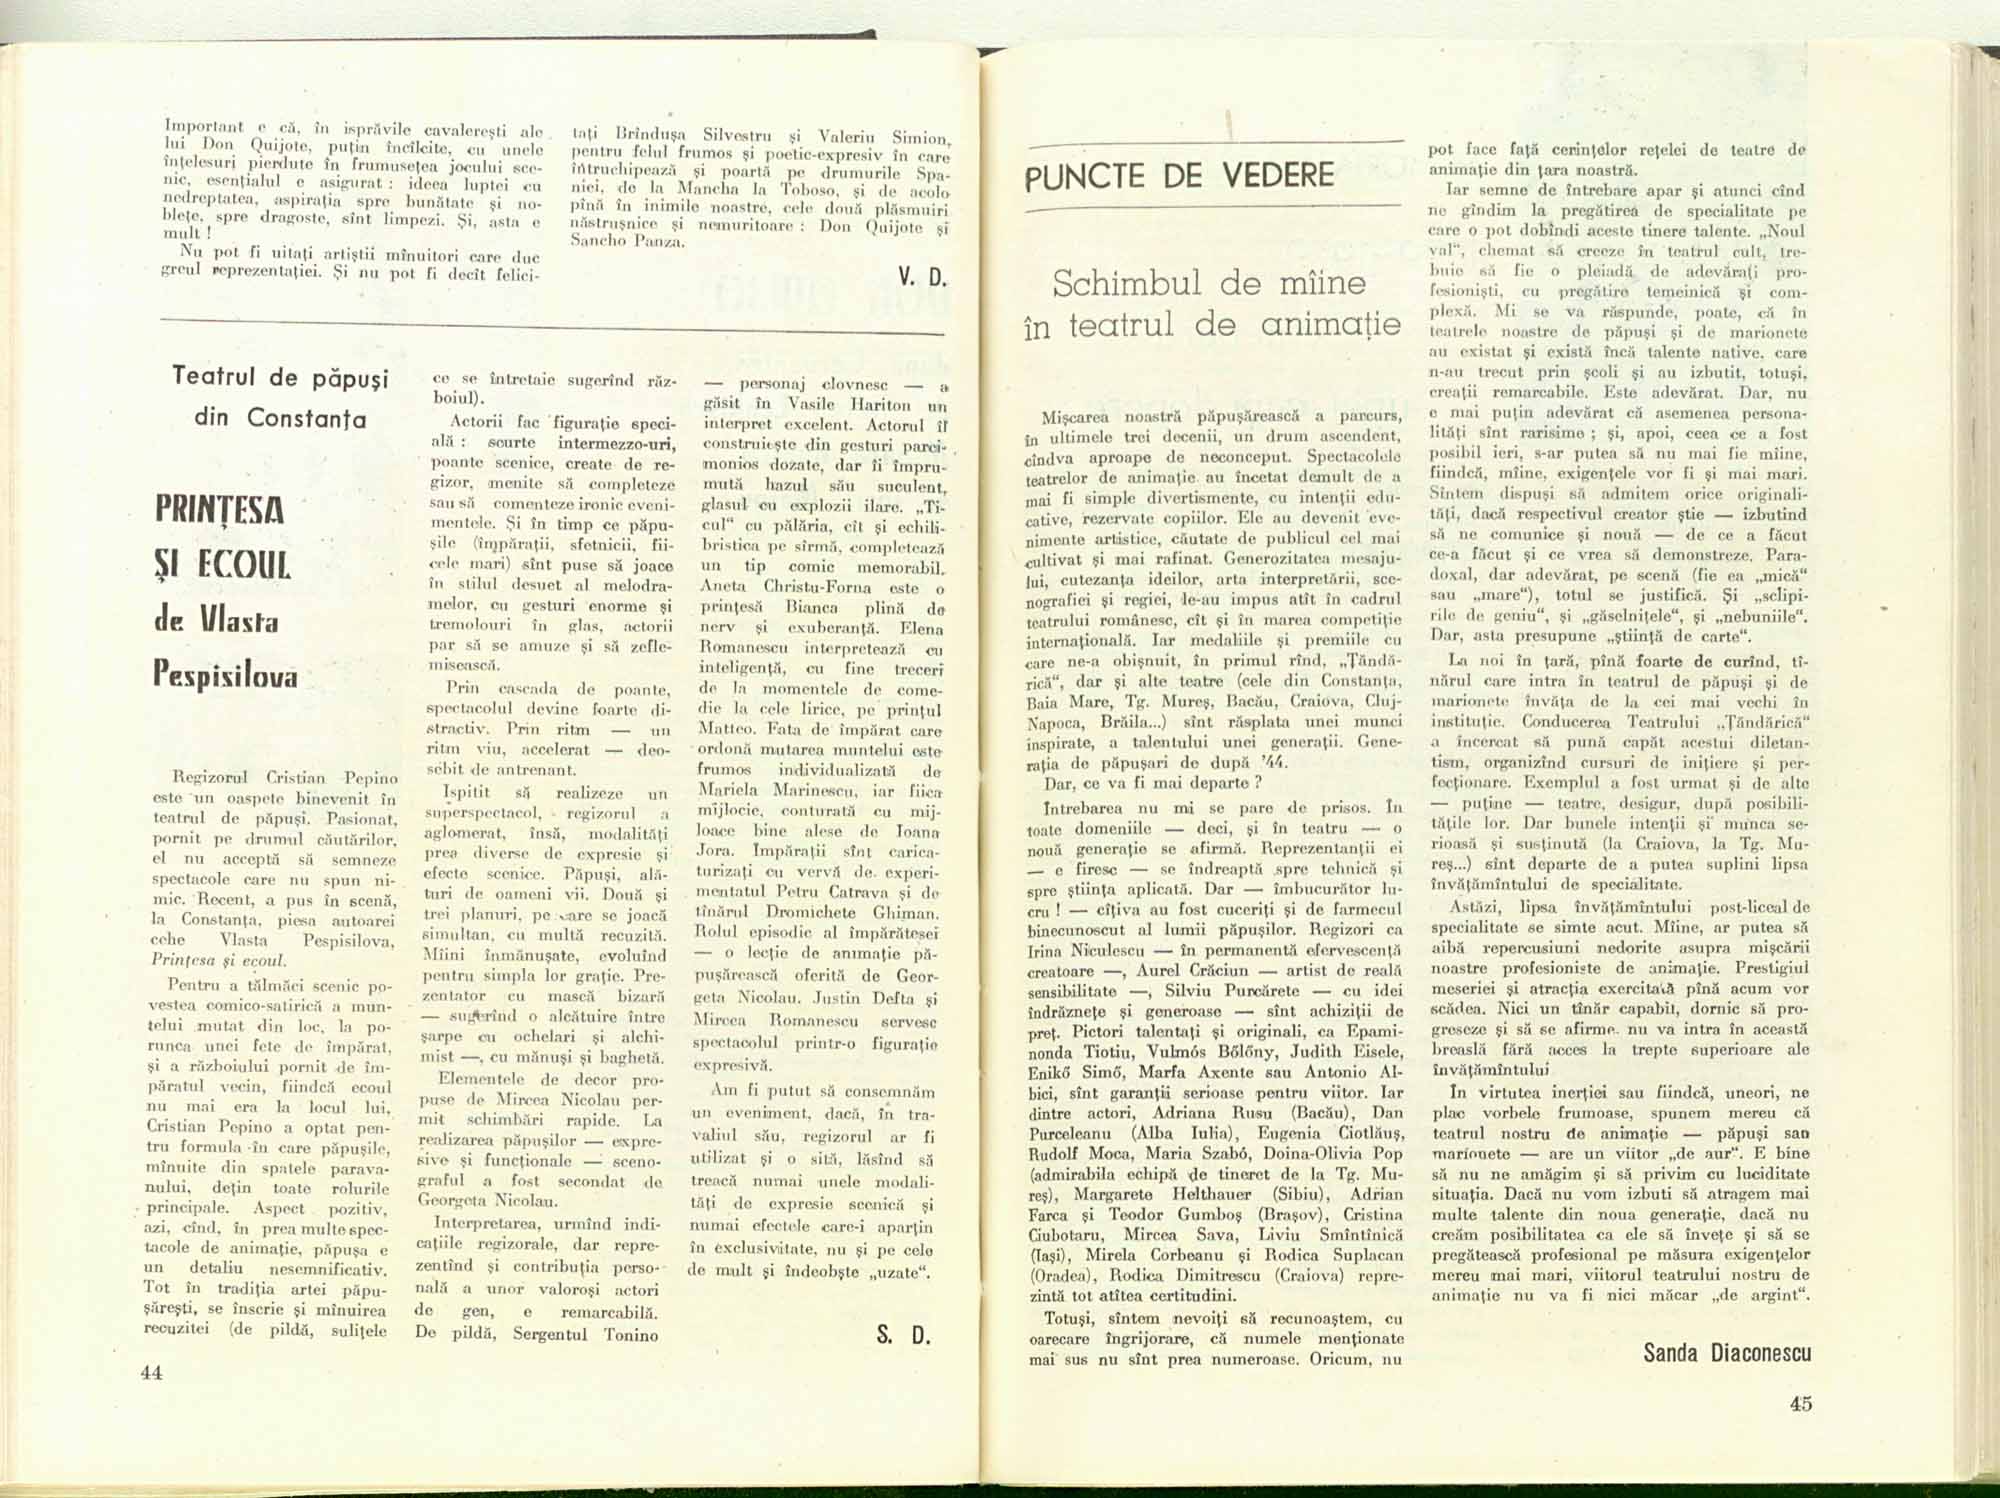 Important e că, în isprăvile cavalerești ale
lui Don Quijote, puțin încîlcite, cu unele
înțelesuri pierdute în frumusețea jocului sce-
nic, esențialul e asigurat : ideea luptei cu
nedreptatea, aspirația spre bunătate și no-
blețe, spre dragoste, sînt limpezi. Și, asta e
mult !
Nu pot fi uitați artiștii mînuitori care duc
greul reprezentației. Și nu pot fi decît felici-
tați Brîndușa Silvestru și Valeriu Simion,
pentru felul frumos și poetic-expresiv în care
întruchipează și poartă pe drumurile Spa-
niei, de la Mancha la Toboso, și de acolo
pînă în inimile noastre, cele două plăsmuiri
năstrușnice și nemuritoare : Don Quijote și
Sancho Panza.
V. D.
Teatrul de păpuși
din Constanța
PRINȚESA
ȘI ECOUL
de Vlasta
Pespisilova
Regizorul Cristian Pepino
este un oaspete binevenit în
teatrul de păpuși. Pasionat,
pornit pe drumul căutărilor,
el nu acceptă să semneze
spectacole care nu spun ni-
mic. Recent, a pus în scenă,
la Constanța, piesa autoarei
cehe Vlasta Pespisilova,
Prințesa și ecoul.
Pentru a tălmăci scenic po-
vestea comico-satirică a mun-
telui mutat din loc, la po-
runca unei fete de împărat,
și a războiului pornit de îm-
păratul vecin, fiindcă ecoul
nu mai era la locul lui,
Cristian Pepino a optat pen-
tru formula în care păpușile,
mînuite din spatele parava-
nului, dețin toate rolurile
principale. Aspect pozitiv,
azi, cînd, în prea multe spec-
tacole de animație, păpușa e
un detaliu nesemnificativ.
Tot în tradiția artei păpu-
șărești, se înscrie și mînuirea
recuzitei (de pildă, sulițele
ce se întretaie sugerînd răz-
boiul).
Actorii fac figurație speci-
ală : scurte intermezzo-uri,
poante scenice, create de re-
gizor, menite să completeze
sau să comenteze ironic eveni-
mentele. Și în timp ce păpu-
șile (împărații, sfetnicii, fii-
cele mari) sînt puse să joace
în stilul desuet al melodra-
melor, cu gesturi enorme și
tremolouri în glas, actorii
par să se amuze și să zefle-
misească.
Prin cascada de poante,
spectacolul devine foarte di-
stractiv. Prin ritm — un
ritm viu, accelerat — deo-
sebit de antrenant.
Ispitit să realizeze un
superspectacol, regizorul a
aglomerat, însă, modalități
prea diverse de expresie și
efecte scenice. Păpuși, ală-
turi de oameni vii. Două și
trei planuri, pe care se joacă
simultan, cu multă recuzită.
Mîini înmănușate, evoluînd
pentru simpla lor grație. Pre-
zentator cu mască bizară
— sugerînd o alcătuire între
șarpe cu ochelari și alchi-
mist —, cu mănuși și baghetă.
Elementele de decor pro-
puse de Mircea Nicolau per-
mit schimbări rapide. La
realizarea păpușilor — expre-
sive și funcționale — sceno-
graful a fost secondat de
Georgeta Nicolau.
Interpretarea, urmînd indi-
cațiile regizorale, dar repre-
zentînd și contribuția perso-
nală a unor valoroși actori
de gen, e remarcabilă.
De pildă, Sergentul Tonino
— personaj clovnesc — a
găsit în Vasile Hariton un
interpret excelent. Actorul îl
construiește din gesturi parci-
monios dozate, dar îi împru-
mută hazul său suculent,
glasul cu explozii ilare. „Ti-
cul“ cu pălăria, cît și echili-
bristica pe sîrmă, completează
un tip comic memorabil.
Aneta Christu-Forna este o
prințesă Bianca plină de
nerv și exuberanță. Elena
Romanescu interpretează cu
inteligență, cu fine treceri
de la momentele de come-
die la cele lirice, pe prințul
Matteo. Fata de împărat care
ordonă mutarea muntelui este
frumos individualizată de
Mariela Marinescu, iar fiica
mijlocie, conturată cu mij-
loace bine alese de Ioana
Jora. Împărații sînt carica-
turizați cu vervă de experi-
mentatul Petru Catrava și de
tînărul Dromichete Ghiman.
Rolul episodic al împărătesei
— o lecție de animație pă-
pușărească oferită de Geor-
geta Nicolau. Justin Defta și
Mircea Romanescu servesc
spectacolul printr-o figurație
expresivă.
Am fi putut să consemnăm
un eveniment, dacă, în tra-
valiul său, regizorul ar fi
utilizat și o sită, lăsînd să
treacă numai unele modali-
tăți de expresie scenică și
numai efectele care-i aparțin
în exclusivitate, nu și pe cele
de mult și îndeobște „uzate“.
S. D.
44
PUNCTE DE VEDERE
Schimbul de mîine
în teatrul de animație
Mișcarea noastră păpușărească a parcurs,
în ultimele trei decenii, un drum ascendent,
cîndva aproape de neconceput. Spectacolele
teatrelor de animație au încetat demult de a
mai fi simple divertismente, cu intenții edu-
cative, rezervate copiilor. Ele au devenit eve-
nimente artistice, căutate de publicul cel mai
cultivat și mai rafinat. Generozitatea mesaju-
lui, cutezanța ideilor, arta interpretării, sce-
nografiei și regiei, le-au impus atît în cadrul
teatrului românesc, cît și în marea competiție
internațională. Iar medaliile și premiile cu
care ne-a obișnuit, în primul rînd, „Țăndă-
rică“, dar și alte teatre (cele din Constanța,
Baia Mare, Tg. Mureș, Bacău, Craiova, Cluj-
Napoca, Brăila...) sînt răsplata unei munci
inspirate, a talentului unei generații. Gene-
rația de păpușari de după '44.
Dar, ce va fi mai departe ?
Întrebarea nu mi se pare de prisos. În
toate domeniile — deci, și în teatru — o
nouă generație se afirmă. Reprezentanții ei
— e firesc — se îndreaptă spre tehnică și
spre știința aplicată. Dar — îmbucurător lu-
cru ! — cîțiva au fost cuceriți și de farmecul
binecunoscut al lumii păpușilor. Regizori ca
Irina Niculescu — în permanentă efervescență
creatoare —, Aurel Crăciun — artist de reală
sensibilitate —, Silviu Purcărete — cu idei
îndrăznețe și generoase — sînt achiziții de
preț. Pictori talentați și originali, ca Epami-
nonda Tiotiu, Vulmós Bőlőny, Judith Eisele,
Enikő Simő, Marfa Axente sau Antonio Al-
bici, sînt garanții serioase pentru viitor. Iar
dintre actori, Adriana Rusu (Bacău), Dan
Purceleanu (Alba Iulia), Eugenia Ciotlăuș,
Rudolf Moca, Maria Szabó, Doina-Olivia Pop
(admirabila echipă de tineret de la Tg. Mu-
reș), Margarete Helthauer (Sibiu), Adrian
Farca și Teodor Gumboș (Brașov), Cristina
Ciubotaru, Mircea Sava, Liviu Smîntînică
(Iași), Mirela Corbeanu și Rodica Suplacan
(Oradea), Rodica Dimitrescu (Craiova) repre-
zintă tot atîtea certitudini.
Totuși, sîntem nevoiți să recunoaștem, cu
oarecare îngrijorare, că numele menționate
mai sus nu sînt prea numeroase. Oricum, nu
pot face față cerințelor rețelei de teatre de
animație din țara noastră.
Iar semne de întrebare apar și atunci cînd
ne gîndim la pregătirea de specialitate pe
care o pot dobîndi aceste tinere talente. „Noul
val“, chemat să creeze în teatrul cult, tre-
buie să fie o pleiadă de adevărați pro-
fesioniști, cu pregătire temeinică și com-
plexă. Mi se va răspunde, poate, că în
teatrele noastre de păpuși și de marionete
au existat și există încă talente native, care
n-au trecut prin școli și au izbutit, totuși,
creații remarcabile. Este adevărat. Dar, nu
e mai puțin adevărat că asemenea persona-
lități sînt rarisime ; și, apoi, ceea ce a fost
posibil ieri, s-ar putea să nu mai fie mîine,
fiindcă, mîine, exigențele vor fi și mai mari.
Sîntem dispuși să admitem orice originali-
tăți, dacă respectivul creator știe — izbutind
să ne comunice și nouă — de ce a făcut
ce-a făcut și ce vrea să demonstreze. Para-
doxal, dar adevărat, pe scenă (fie ea „mică“
sau „mare“), totul se justifică. Și „sclipi-
rile de geniu“, și „găselnițele“, și „nebuniile“.
Dar, asta presupune „știință de carte“.
La noi în țară, pînă foarte de curînd, tî-
nărul care intra în teatrul de păpuși și de
marionete învăța de la cei mai vechi în
instituție. Conducerea Teatrului „Țăndărică“
a încercat să pună capăt acestui diletan-
tism, organizînd cursuri de inițiere și per-
fecționare. Exemplul a fost urmat și de alte
— puține — teatre, desigur, după posibili-
tățile lor. Dar bunele intenții și munca se-
rioasă și susținută (la Craiova, la Tg. Mu-
reș...) sînt departe de a putea suplini lipsa
învățămîntului de specialitate.
Astăzi, lipsa învățămîntului post-liceal de
specialitate se simte acut. Mîine, ar putea să
aibă repercusiuni nedorite asupra mișcării
noastre profesioniste de animație. Prestigiul
meseriei și atracția exercitată pînă acum vor
scădea. Nici un tînăr capabil, dornic să pro-
greseze și să se afirme, nu va intra în această
breaslă fără acces la trepte superioare ale
învățămîntului
În virtutea inerției sau fiindcă, uneori, ne
plac vorbele frumoase, spunem mereu că
teatrul nostru de animație — păpuși sau
marionete — are un viitor „de aur“. E bine
să nu ne amăgim și să privim cu luciditate
situația. Dacă nu vom izbuti să atragem mai
multe talente din noua generație, dacă nu
creăm posibilitatea ca ele să învețe și să se
pregătească profesional pe măsura exigențelor
mereu mai mari, viitorul teatrului nostru de
animație nu va fi nici măcar „de argint“.
Sanda Diaconescu
45